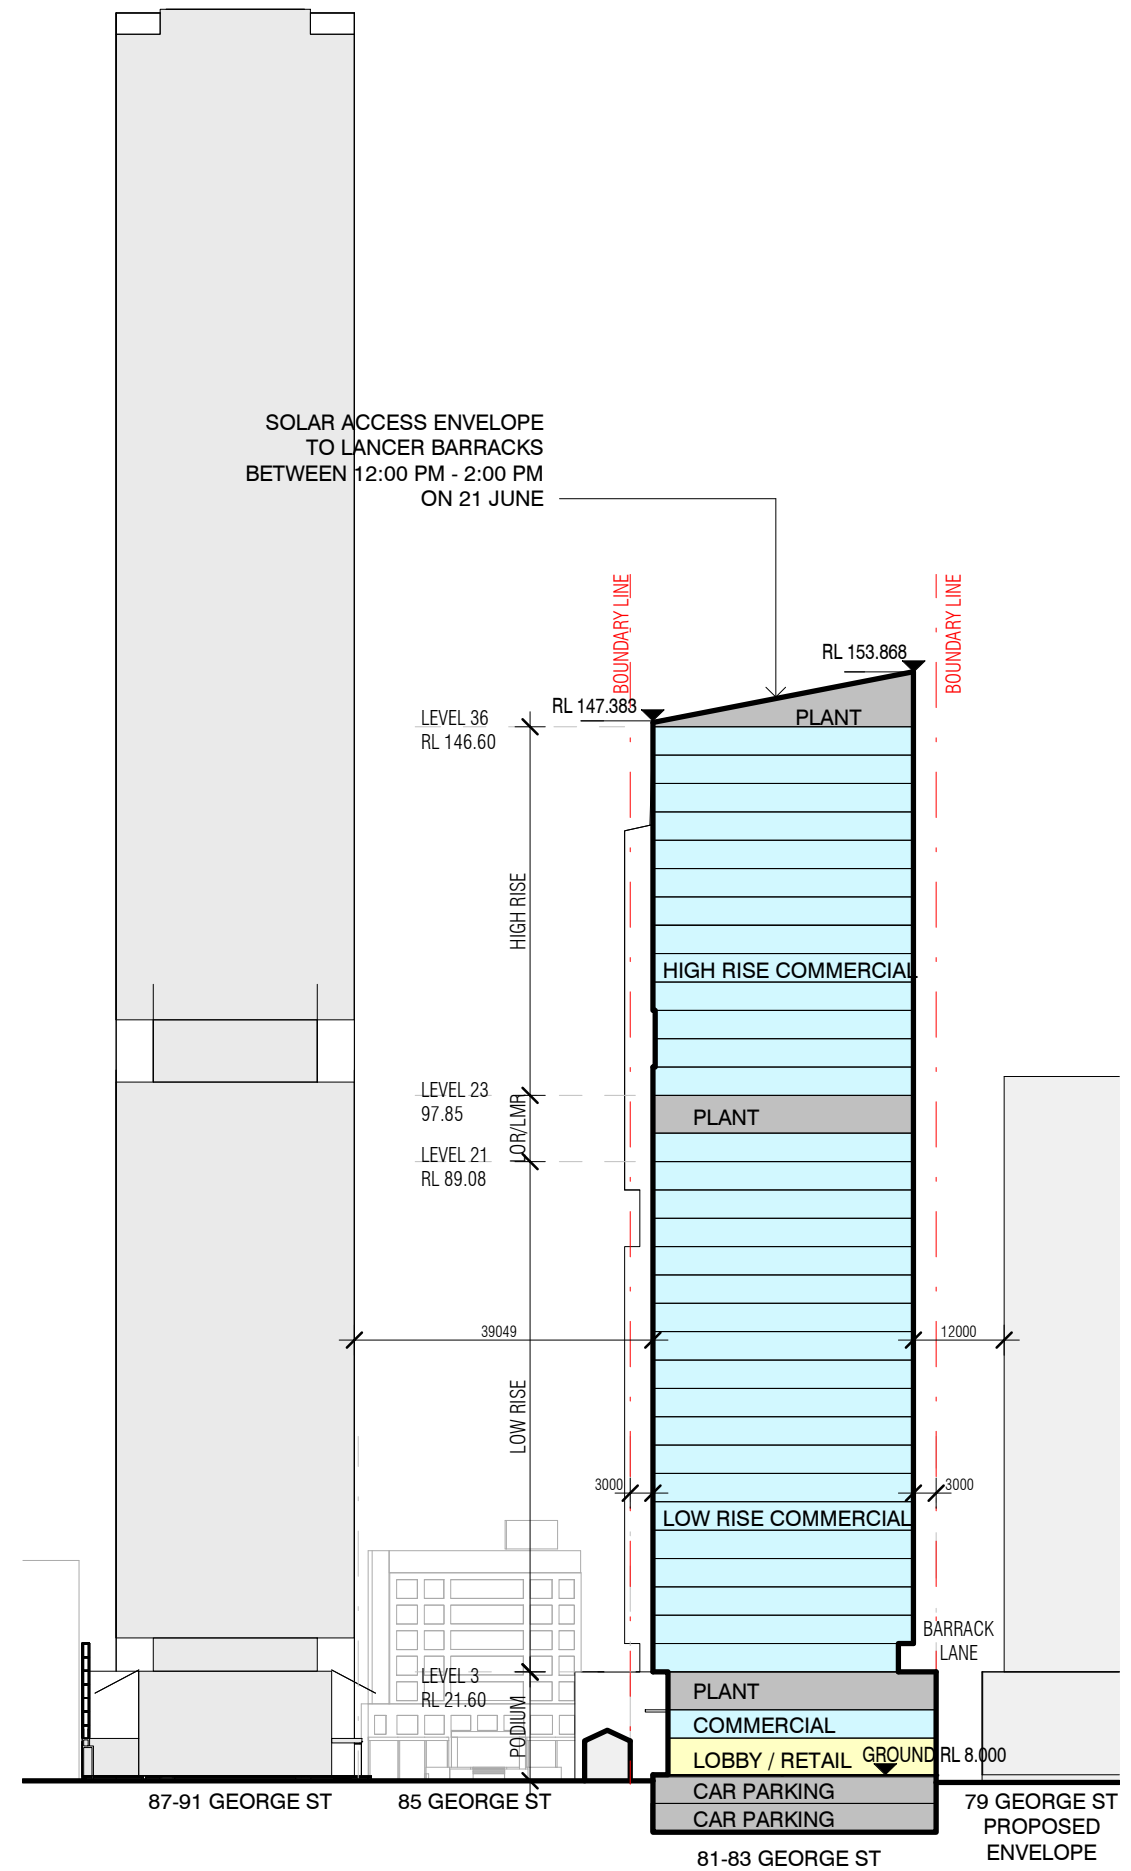 SOLAR ACCESS ENVELOPE
TO LANCER BARRACKS
BETWEEN 12:00 PM - 2:00 PM
ON 21 JUNE
BOUNDARY LINE
BOUNDARY LINE
RL 153.868
RL 147.383
LEVEL 36
RL 146.60
PLANT
HIGH RISE
HIGH RISE COMMERCIAL
LEVEL 23
97.85
LOR/LMR
PLANT
LEVEL 21
RL 89.08
39049
12000
LOW RISE
3000
3000
LOW RISE COMMERCIAL
BARRACK
LANE
LEVEL 3
RL 21.60
PODIUM
PLANT
COMMERCIAL
LOBBY / RETAIL
GROUND RL 8.000
CAR PARKING
CAR PARKING
87-91 GEORGE ST
85 GEORGE ST
81-83 GEORGE ST
79 GEORGE ST
PROPOSED
ENVELOPE